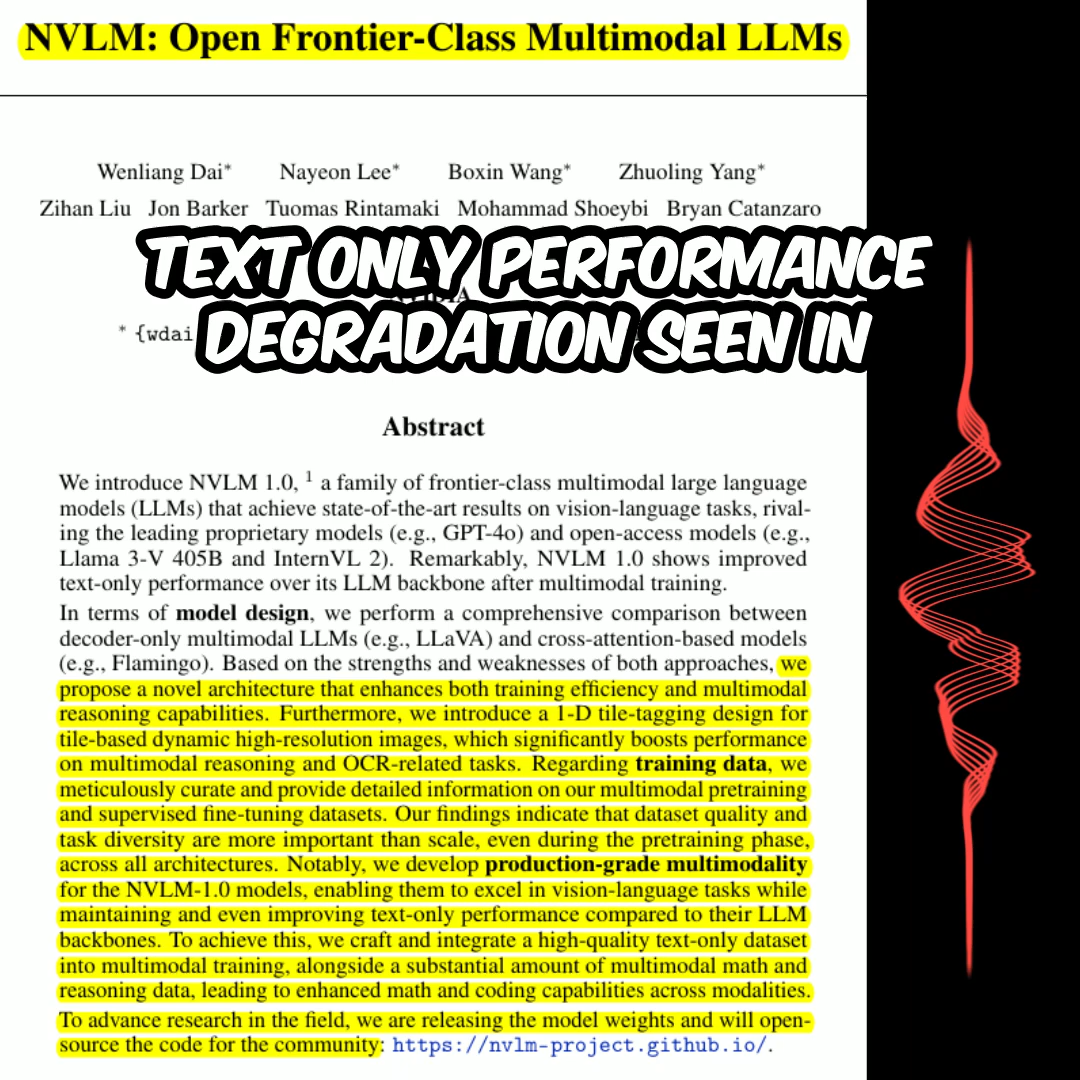 NVLM: Open Frontier-Class Multimodal LLMs
Wenliang Dai* Nayeon Lee* Boxin Wang* Zhuoling Yang*
Zihan Liu Jon Barker Tuomas Rintamaki Mohammad Shoeybi Bryan Catanzaro
TEXT ONLY PERFORMANCE
DEGRADATION SEEN IN
* {wdai
Abstract
We introduce NVLM 1.0, 1 a family of frontier-class multimodal large language
models (LLMs) that achieve state-of-the-art results on vision-language tasks, rival-
ing the leading proprietary models (e.g., GPT-4o) and open-access models (e.g.,
Llama 3-V 405B and InternVL 2). Remarkably, NVLM 1.0 shows improved
text-only performance over its LLM backbone after multimodal training.
In terms of model design, we perform a comprehensive comparison between
decoder-only multimodal LLMs (e.g., LLaVA) and cross-attention-based models
(e.g., Flamingo). Based on the strengths and weaknesses of both approaches, we
propose a novel architecture that enhances both training efficiency and multimodal
reasoning capabilities. Furthermore, we introduce a 1-D tile-tagging design for
tile-based dynamic high-resolution images, which significantly boosts performance
on multimodal reasoning and OCR-related tasks. Regarding training data, we
meticulously curate and provide detailed information on our multimodal pretraining
and supervised fine-tuning datasets. Our findings indicate that dataset quality and
task diversity are more important than scale, even during the pretraining phase,
across all architectures. Notably, we develop production-grade multimodality
for the NVLM-1.0 models, enabling them to excel in vision-language tasks while
maintaining and even improving text-only performance compared to their LLM
backbones. To achieve this, we craft and integrate a high-quality text-only dataset
into multimodal training, alongside a substantial amount of multimodal math and
reasoning data, leading to enhanced math and coding capabilities across modalities.
To advance research in the field, we are releasing the model weights and will open-
source the code for the community: https://nvlm-project.github.io/.